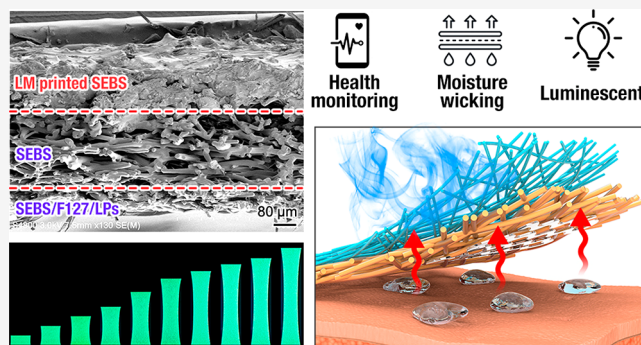 LM printed SEBS
SEBS
SEBS/F127/LPs
80 μm
Health
monitoring
Moisture
wicking
Luminescent